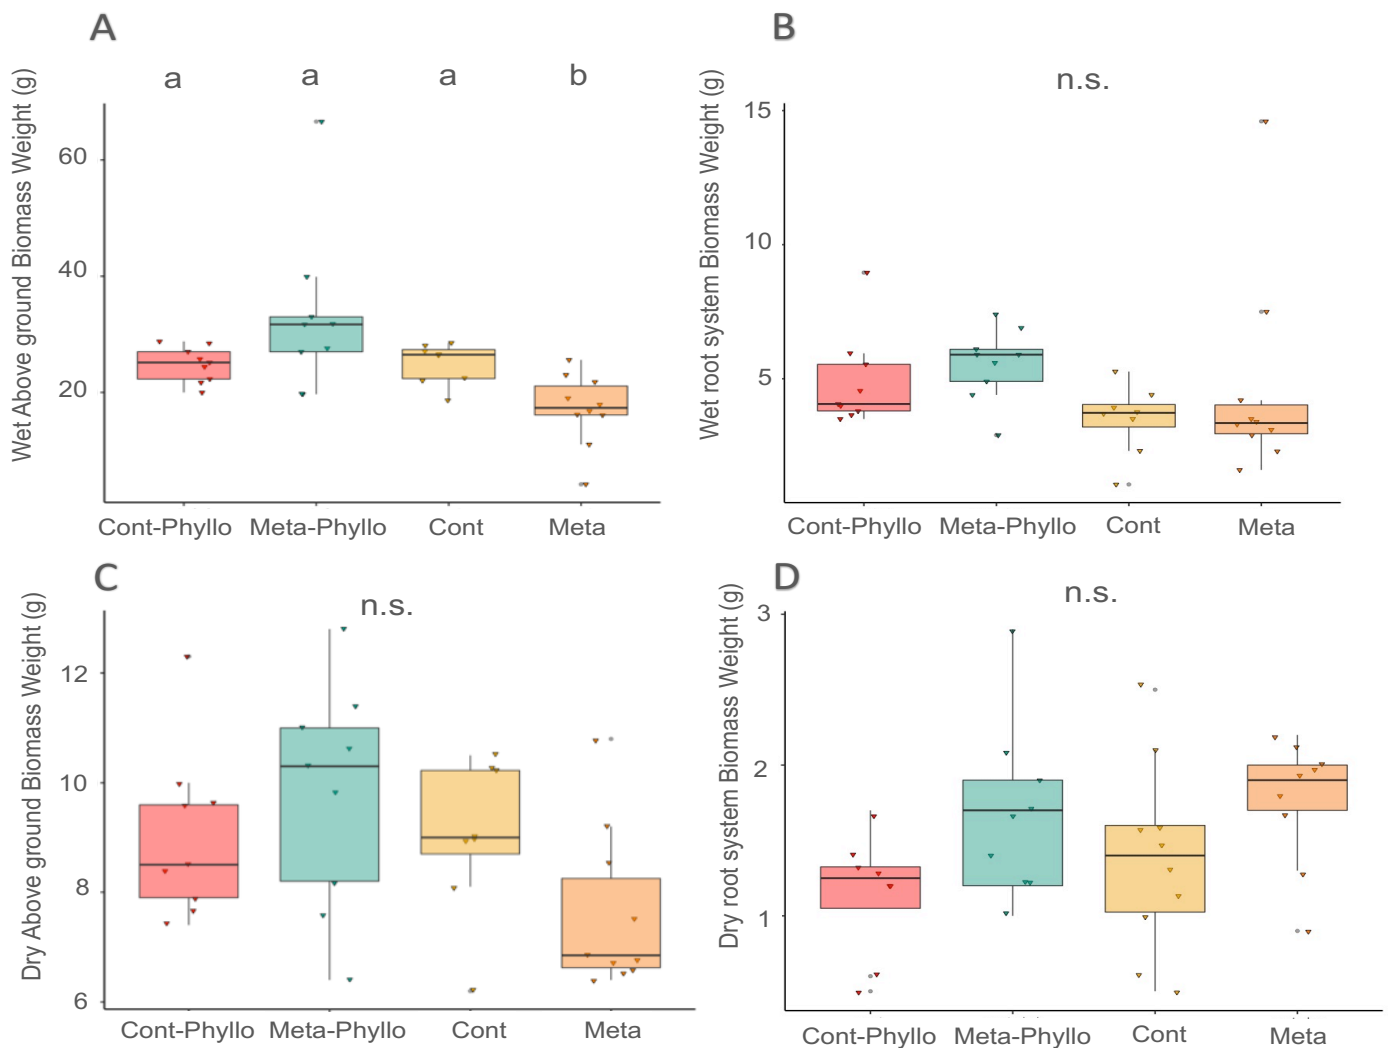 A
a a a b
Wet Above ground Biomass Weight (g)
60
40
20
Cont-Phyllo Meta-Phyllo Cont Meta
B
n.s.
Wet root system Biomass Weight (g)
15
10
5
Cont-Phyllo Meta-Phyllo Cont Meta
C
n.s.
Dry Above ground Biomass Weight (g)
12
10
8
6
Cont-Phyllo Meta-Phyllo Cont Meta
D
n.s.
Dry root system Biomass Weight (g)
3
2
1
Cont-Phyllo Meta-Phyllo Cont Meta